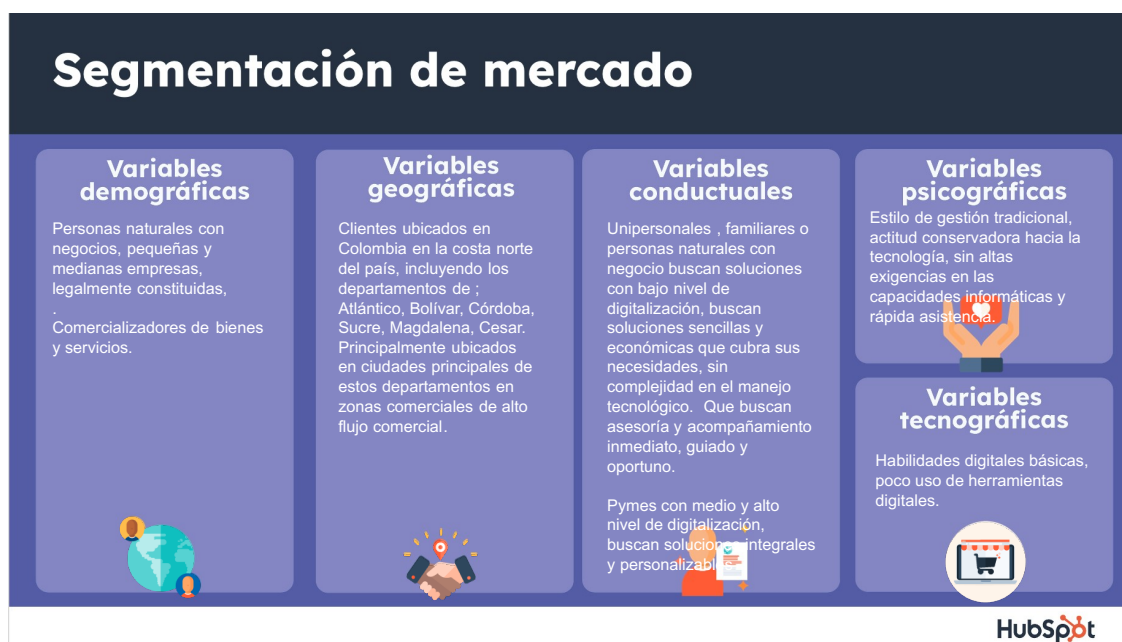 Segmentación de mercado
Variables
demográficas
Personas naturales con
negocios, pequeñas y
medianas empresas,
legalmente constituidas,
.
Comercializadores de bienes
y servicios.
Variables
geográficas
Clientes ubicados en
Colombia en la costa norte
del país, incluyendo los
departamentos de ;
Atlántico, Bolívar, Córdoba,
Sucre, Magdalena, Cesar.
Principalmente ubicados
en ciudades principales de
estos departamentos en
zonas comerciales de alto
flujo comercial.
Variables
conductuales
Unipersonales , familiares o
personas naturales con
negocio buscan soluciones
con bajo nivel de
digitalización, buscan
soluciones sencillas y
económicas que cubra sus
necesidades, sin
complejidad en el manejo
tecnológico.  Que buscan
asesoría y acompañamiento
inmediato, guiado y
oportuno.
Pymes con medio y alto
nivel de digitalización,
buscan soluciones integrales
y personalizables
Variables
psicográficas
Estilo de gestión tradicional,
actitud conservadora hacia la
tecnología, sin altas
exigencias en las
capacidades informáticas y
rápida asistencia.
Variables
tecnográficas
Habilidades digitales básicas,
poco uso de herramientas
digitales.
HubSpot